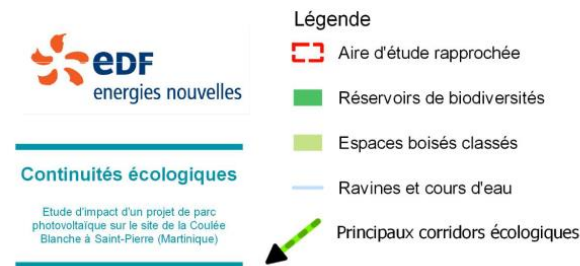 edf
energies nouvelles
Continuités écologiques
Etude d'impact d'un projet de parc
photovoltaïque sur le site de la Coulée
Blanche à Saint-Pierre (Martinique)
Légende
Aire d'étude rapprochée
Réservoirs de biodiversités
Espaces boisés classés
Ravines et cours d'eau
Principaux corridors écologiques